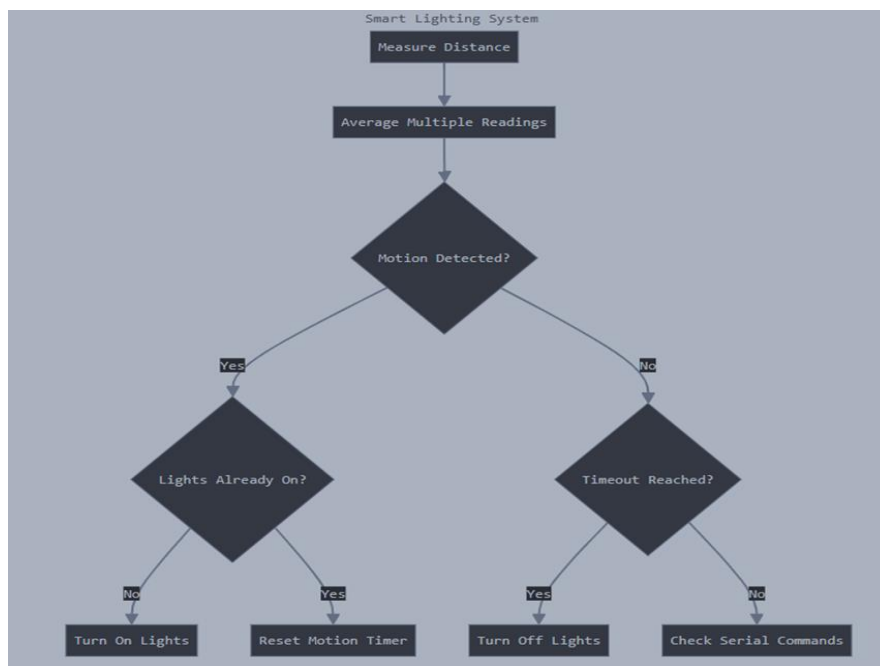 Smart Lighting System
Measure Distance
Average Multiple Readings
Motion Detected?
Yes
No
Lights Already On?
Timeout Reached?
No
Yes
Yes
No
Turn On Lights
Reset Motion Timer
Turn Off Lights
Check Serial Commands